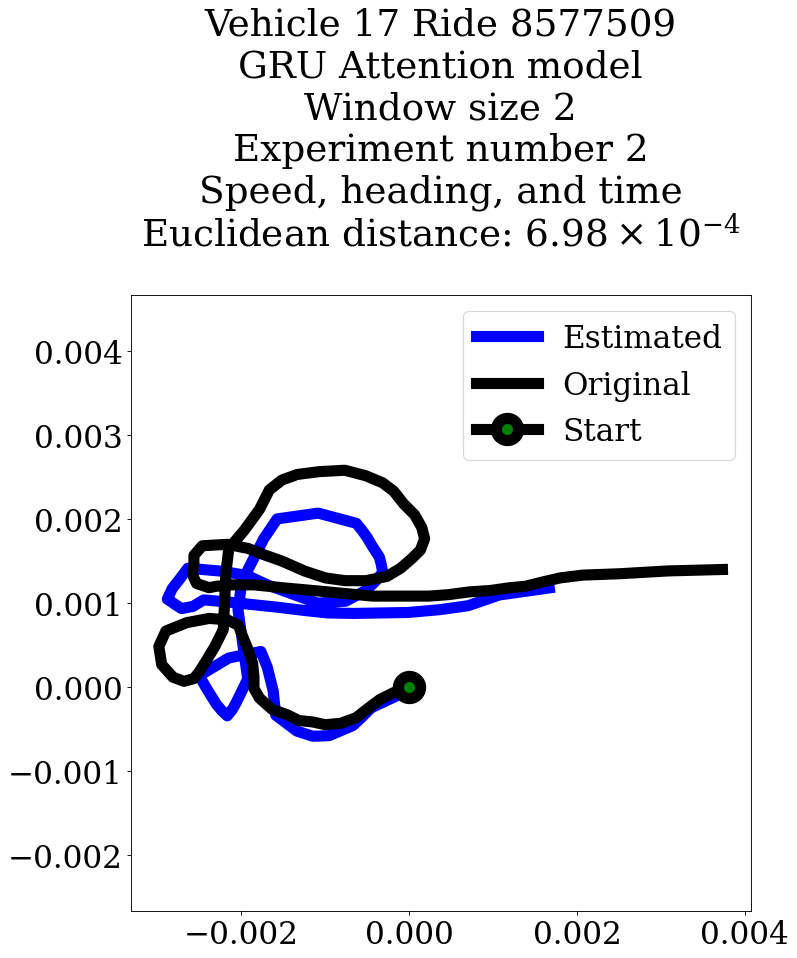 Vehicle 17 Ride 8577509
GRU Attention model
Window size 2
Experiment number 2
Speed, heading, and time
Euclidean distance: 6.98 × 10⁻⁴
Estimated
Original
Start
0.004
0.003
0.002
0.001
0.000
−0.001
−0.002
−0.002 0.000 0.002 0.004